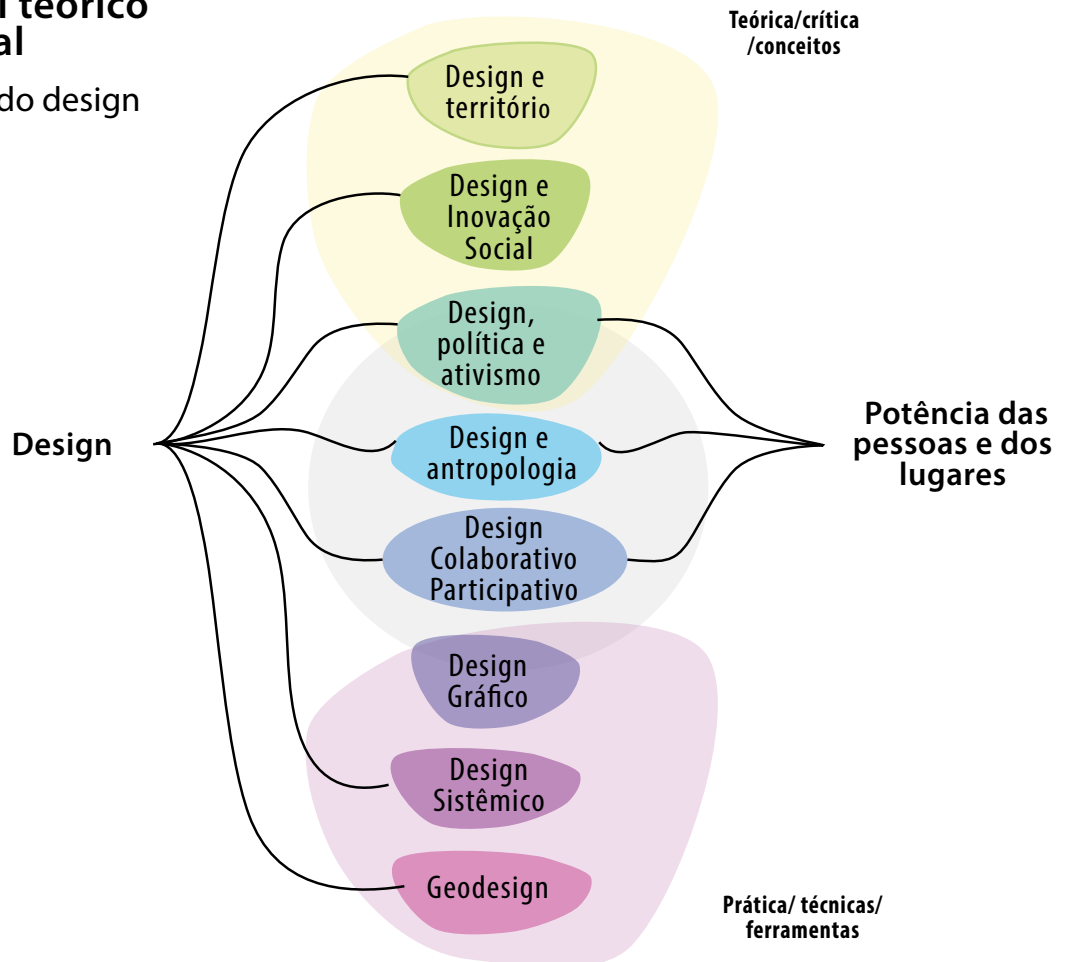 teórico
al
do design
Teórica/crítica
/conceitos
Design e
território
Design e
Inovação
Social
Design,
política e
ativismo
Design
Design e
antropologia
Potência das
pessoas e dos
lugares
Design
Colaborativo
Participativo
Design
Gráfico
Design
Sistêmico
Geodesign
Prática/ técnicas/
ferramentas